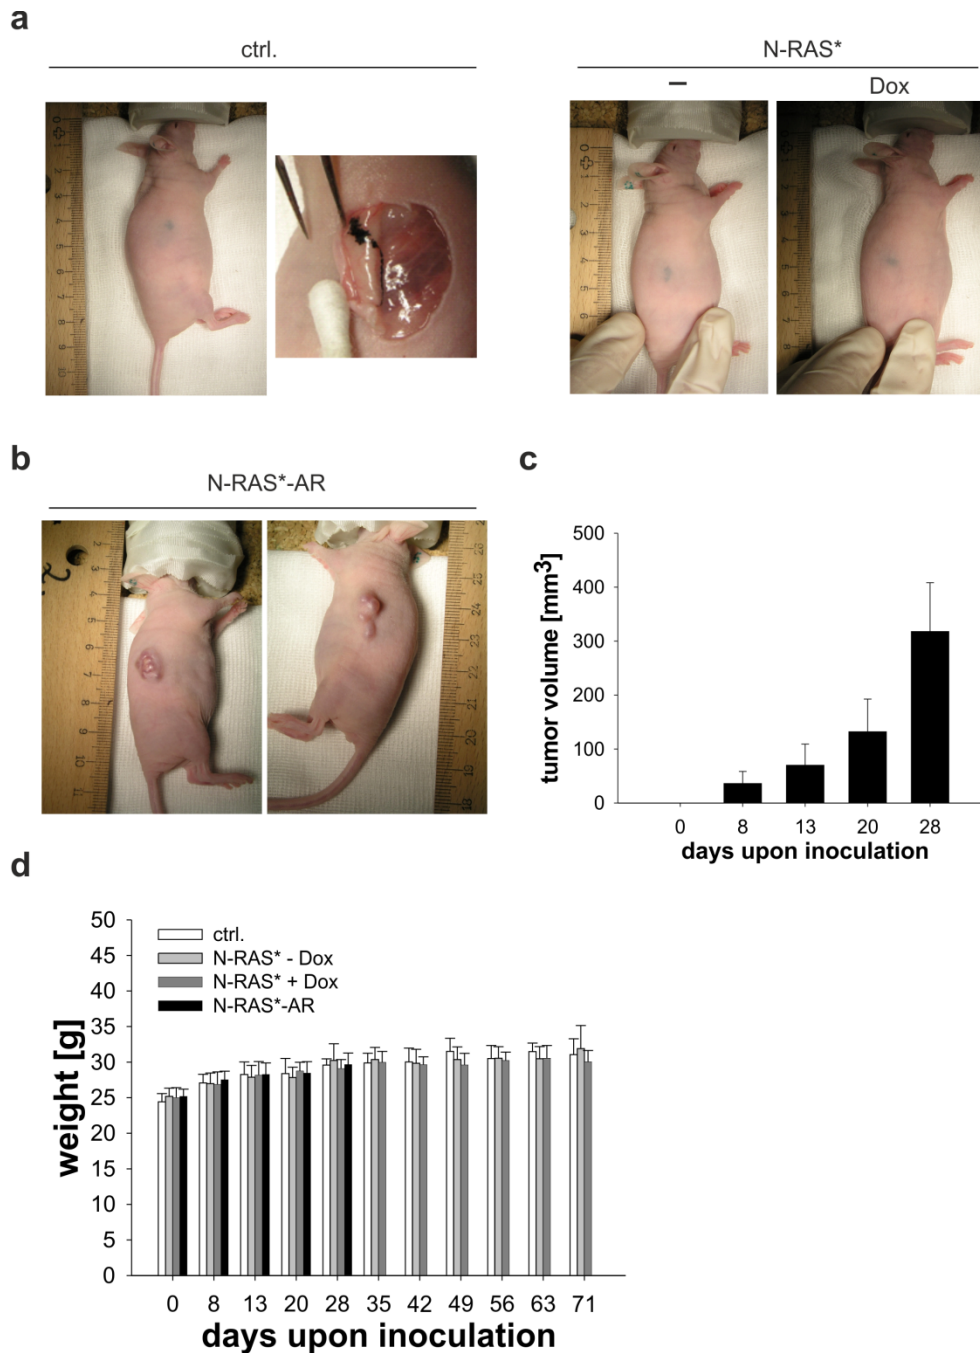 a
ctrl.
N-RAS*
– Dox
b
N-RAS*-AR
c
500
400
300
200
100
0
tumor volume [mm³]
0 8 13 20 28
days upon inoculation
d
50
45
40
35
30
25
20
15
10
5
0
weight [g]
ctrl.
N-RAS* - Dox
N-RAS* + Dox
N-RAS*-AR
0 8 13 20 28 35 42 49 56 63 71
days upon inoculation